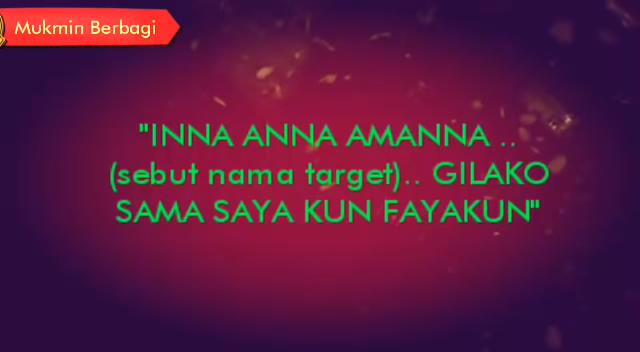 Mukmin Berbagi
"INNA ANNA AMANNA ..
(sebut nama target).. GILAKO
SAMA SAYA KUN FAYAKUN"